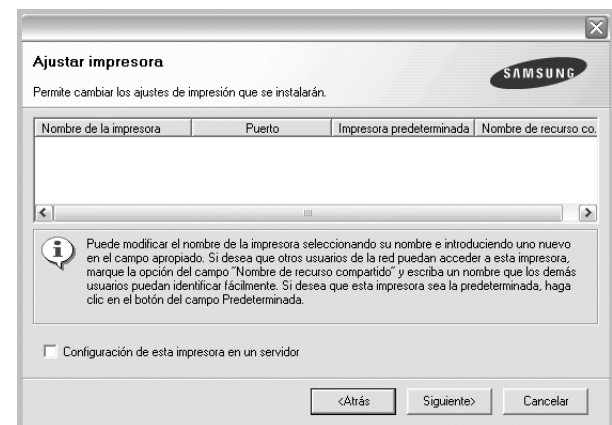 Ajustar impresora
SAMSUNG
Permite cambiar los ajustes de impresión que se instalarán.
Nombre de la impresora Puerto Impresora predeterminada Nombre de recurso co.
Puede modificar el nombre de la impresora seleccionando su nombre e introduciendo uno nuevo
en el campo apropiado. Si desea que otros usuarios de la red puedan acceder a esta impresora,
marque la opción del campo "Nombre de recurso compartido" y escriba un nombre que los demás
usuarios puedan identificar fácilmente. Si desea que esta impresora sea la predeterminada, haga
clic en el botón del campo Predeterminada.
Configuración de esta impresora en un servidor
<Atrás Siguiente> Cancelar